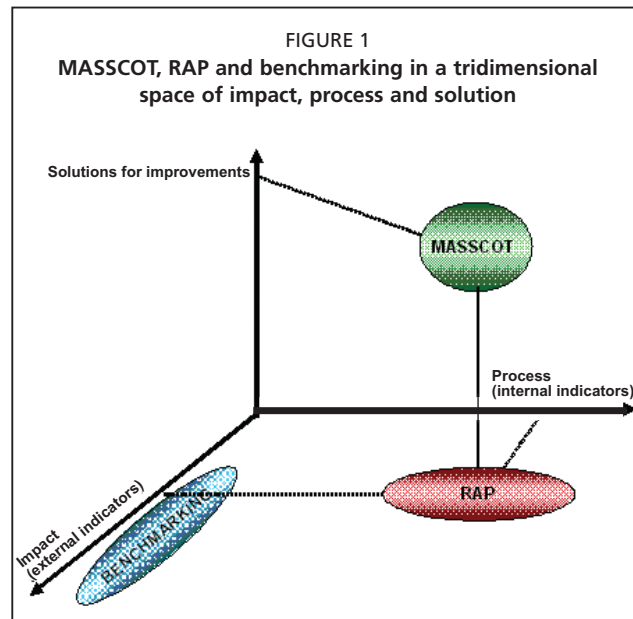 FIGURE 1
MASSCOT, RAP and benchmarking in a tridimensional
space of impact, process and solution
Solutions for improvements
MASSCOT
Process
(internal indicators)
RAP
Impact
(external indicators)
BENCHMARKING